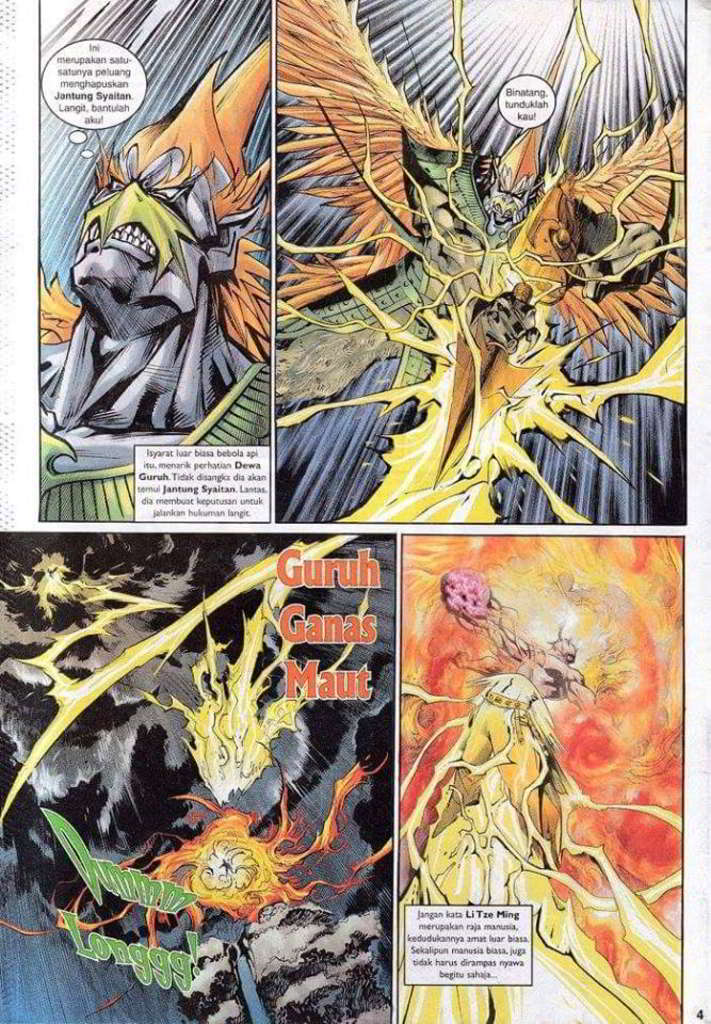 Ini
merupakan satu-
satunya peluang
menghapuskan
Jantung Syaitan.
Langit, bantulah
aku!
Binatang,
tunduklah
kau!
Isyarat luar biasa bebola api
itu, menarik perhatian Dewa
Guruh. Tidak disangka dia akan
temui Jantung Syaitan. Lantas,
dia membuat keputusan untuk
jalankan hukuman langit.
Guruh
Ganas
Maut
Dummm
Longgg!
Jangan kata Li Tze Ming
merupakan raja manusia,
kedudukannya amat luar biasa.
Sekalipun manusia biasa, juga
tidak harus dirampas nyawa
begitu sahaja...
4